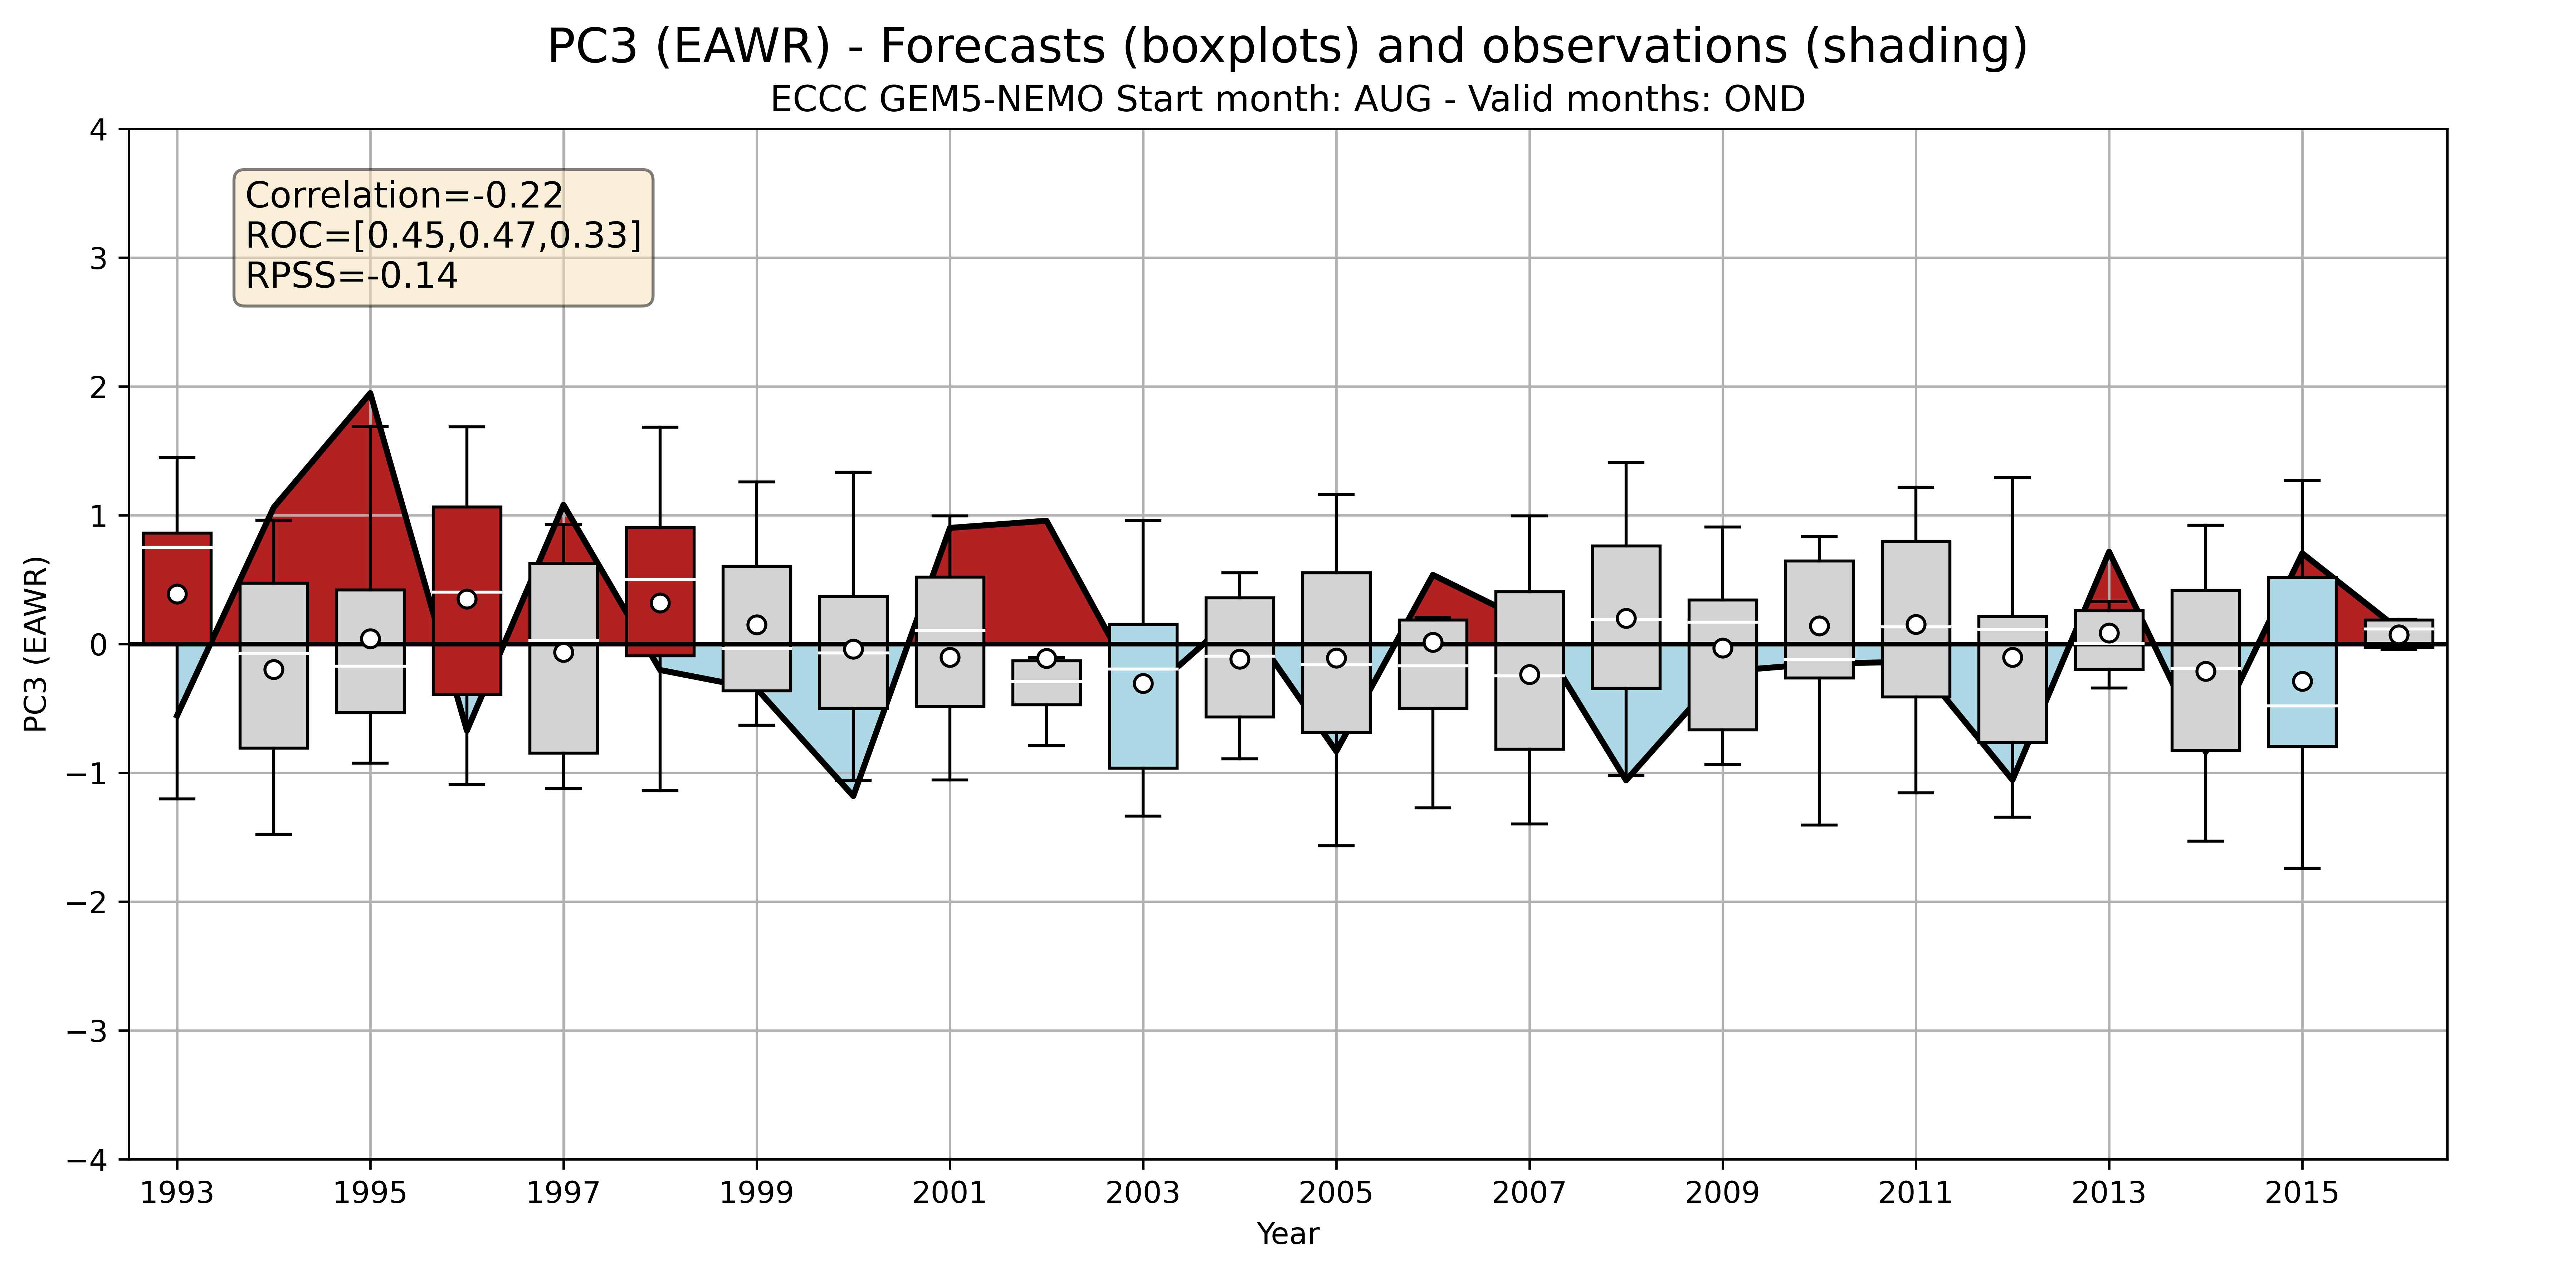 PC3 (EAWR) - Forecasts (boxplots) and observations (shading)
ECCC GEM5-NEMO Start month: AUG - Valid months: OND
Correlation=-0.22
ROC=[0.45,0.47,0.33]
RPSS=-0.14
PC3 (EAWR)
4
3
2
1
0
−1
−2
−3
−4
1993 1995 1997 1999 2001 2003 2005 2007 2009 2011 2013 2015
Year